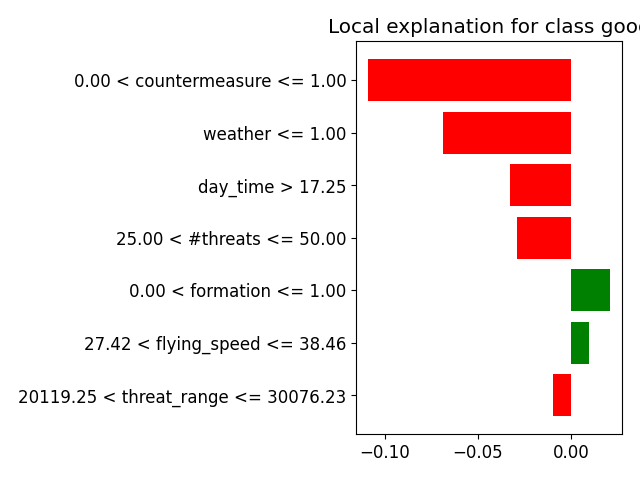 Local explanation for class goo
0.00 < countermeasure <= 1.00
weather <= 1.00
day_time > 17.25
25.00 < #threats <= 50.00
0.00 < formation <= 1.00
27.42 < flying_speed <= 38.46
20119.25 < threat_range <= 30076.23
−0.10 −0.05 0.00